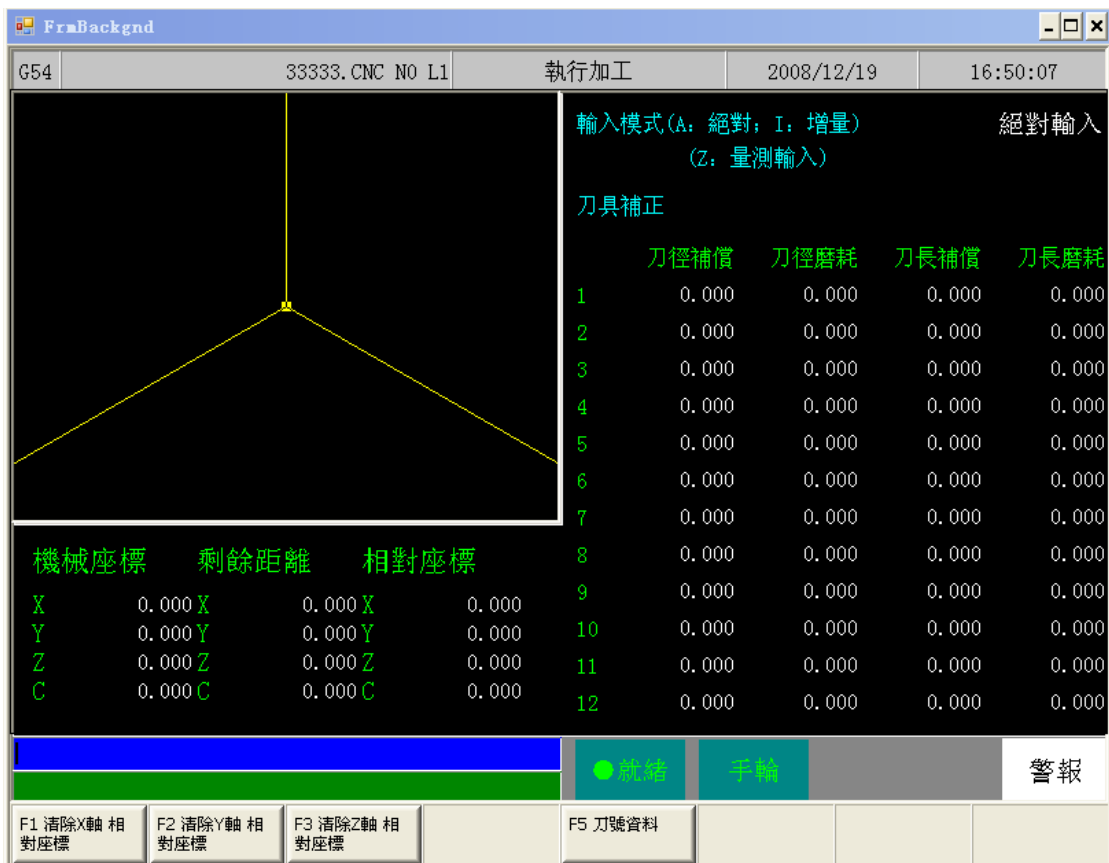 FrmBackgnd
G54 33333.CNC N0 L1 執行加工 2008/12/19 16:50:07
輸入模式(A: 絕對; I: 增量) 絕對輸入
(Z: 量測輸入)
刀具補正
刀徑補償 刀徑磨耗 刀長補償 刀長磨耗
1 0.000 0.000 0.000 0.000
2 0.000 0.000 0.000 0.000
3 0.000 0.000 0.000 0.000
4 0.000 0.000 0.000 0.000
5 0.000 0.000 0.000 0.000
6 0.000 0.000 0.000 0.000
7 0.000 0.000 0.000 0.000
8 0.000 0.000 0.000 0.000
9 0.000 0.000 0.000 0.000
10 0.000 0.000 0.000 0.000
11 0.000 0.000 0.000 0.000
12 0.000 0.000 0.000 0.000
機械座標 剩餘距離 相對座標
X 0.000 X 0.000 X 0.000
Y 0.000 Y 0.000 Y 0.000
Z 0.000 Z 0.000 Z 0.000
C 0.000 C 0.000 C 0.000
就緒 手輪 警報
F1 清除X軸 相
對座標
F2 清除Y軸 相
對座標
F3 清除Z軸 相
對座標
F5 刀號資料